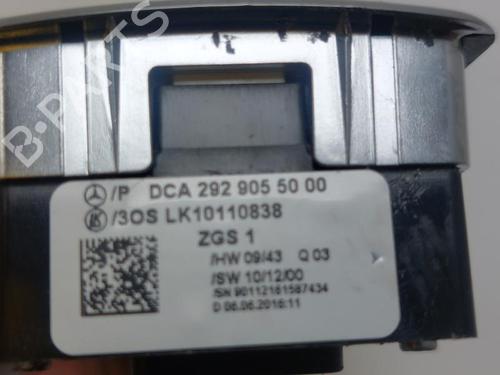 B-PARTS
/P DCA 292 905 50 00
/3OS LK10110838
ZGS 1
/HW 09/43 Q 03
/SW 10/12/00
/SN 90112161587434
D 06.06.2016:11